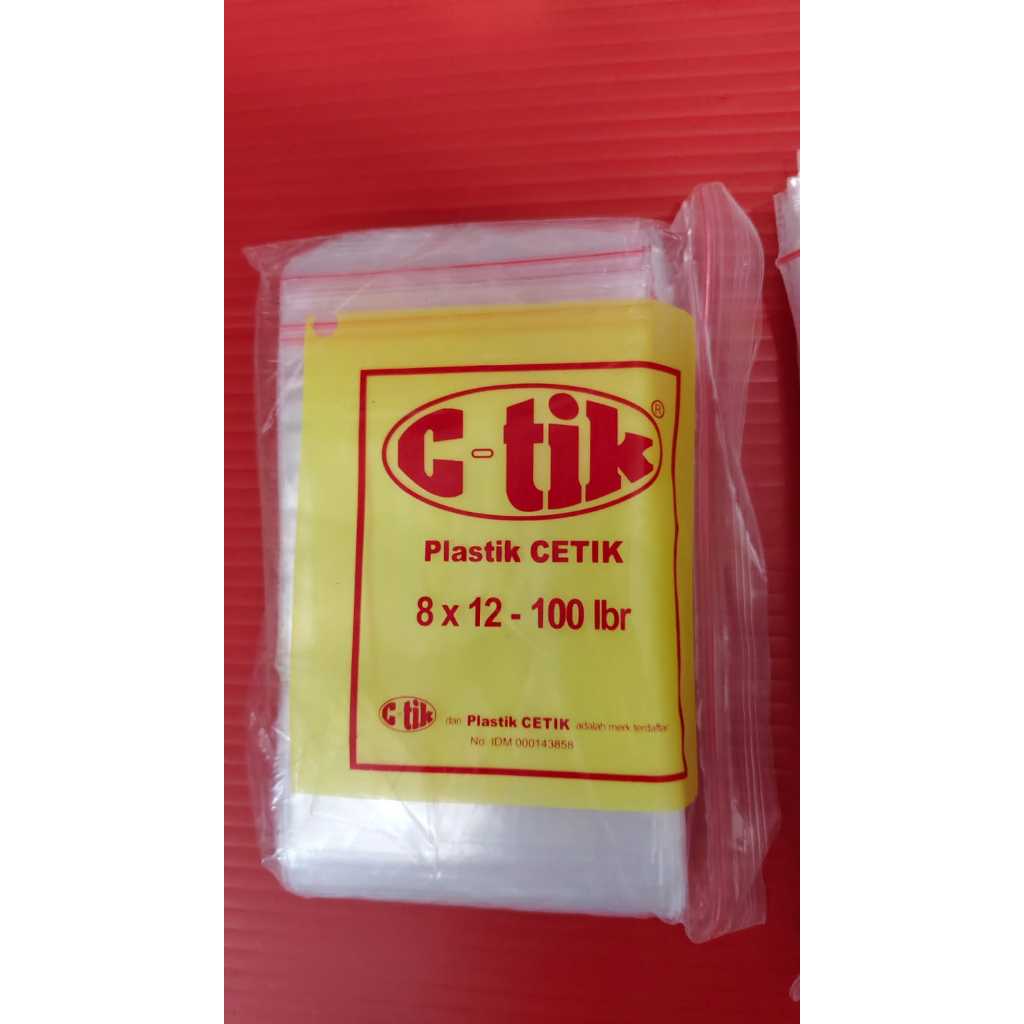 C-tik®
Plastik CETIK
8 x 12 - 100 lbr
C-tik dan Plastik CETIK adalah merk terdaftar
No. IDM 000143858